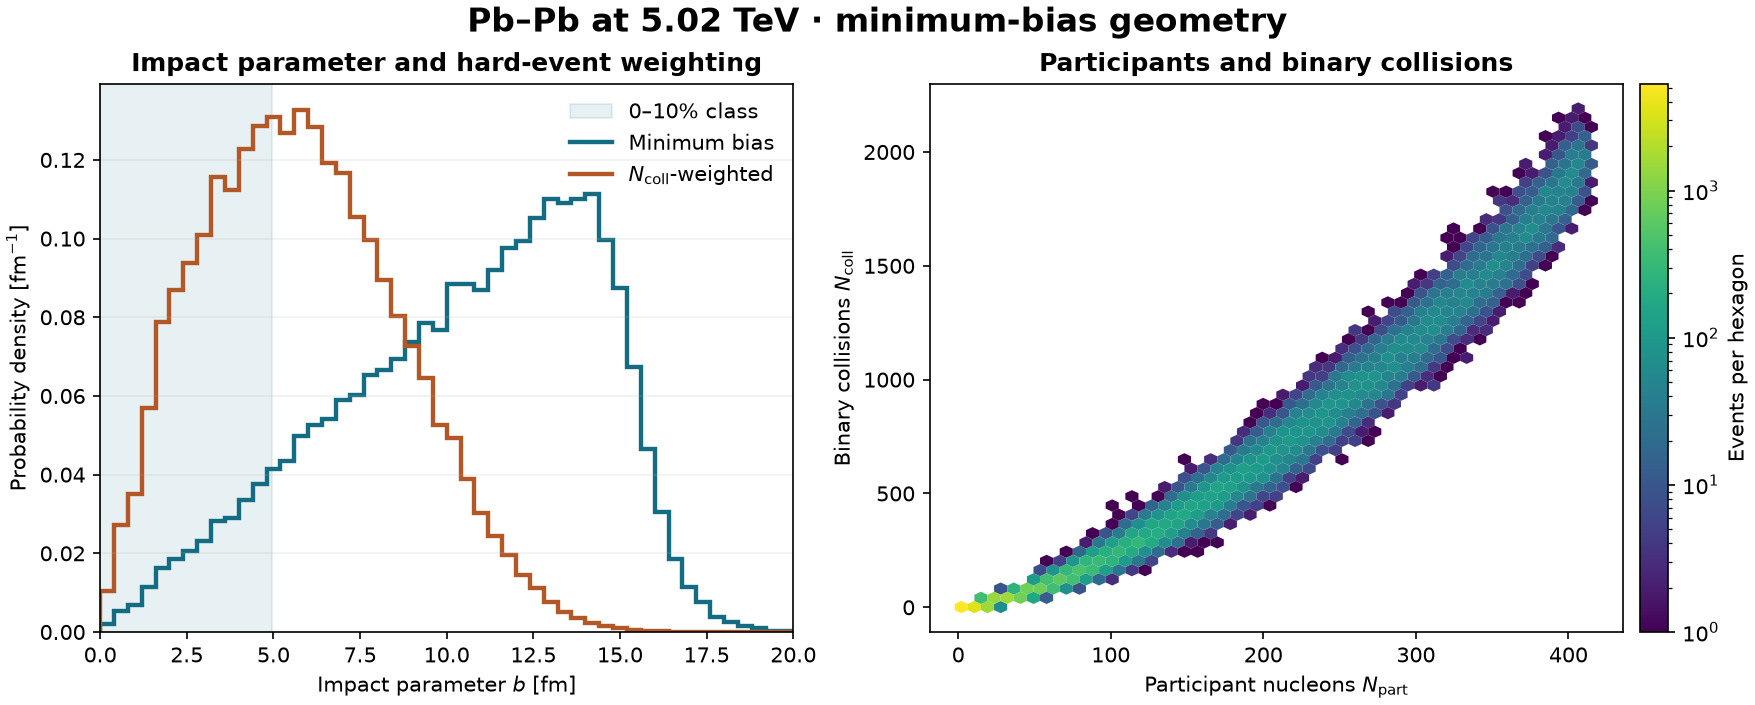 Pb–Pb at 5.02 TeV · minimum-bias geometry
Impact parameter and hard-event weighting
0–10% class
Minimum bias
N_coll-weighted
Probability density [fm⁻¹]
0.12
0.10
0.08
0.06
0.04
0.02
0.00
0.0 2.5 5.0 7.5 10.0 12.5 15.0 17.5 20.0
Impact parameter b [fm]
Participants and binary collisions
Binary collisions N_coll
2000
1500
1000
500
0
0 100 200 300 400
Participant nucleons N_part
10³
10²
10¹
10⁰
Events per hexagon